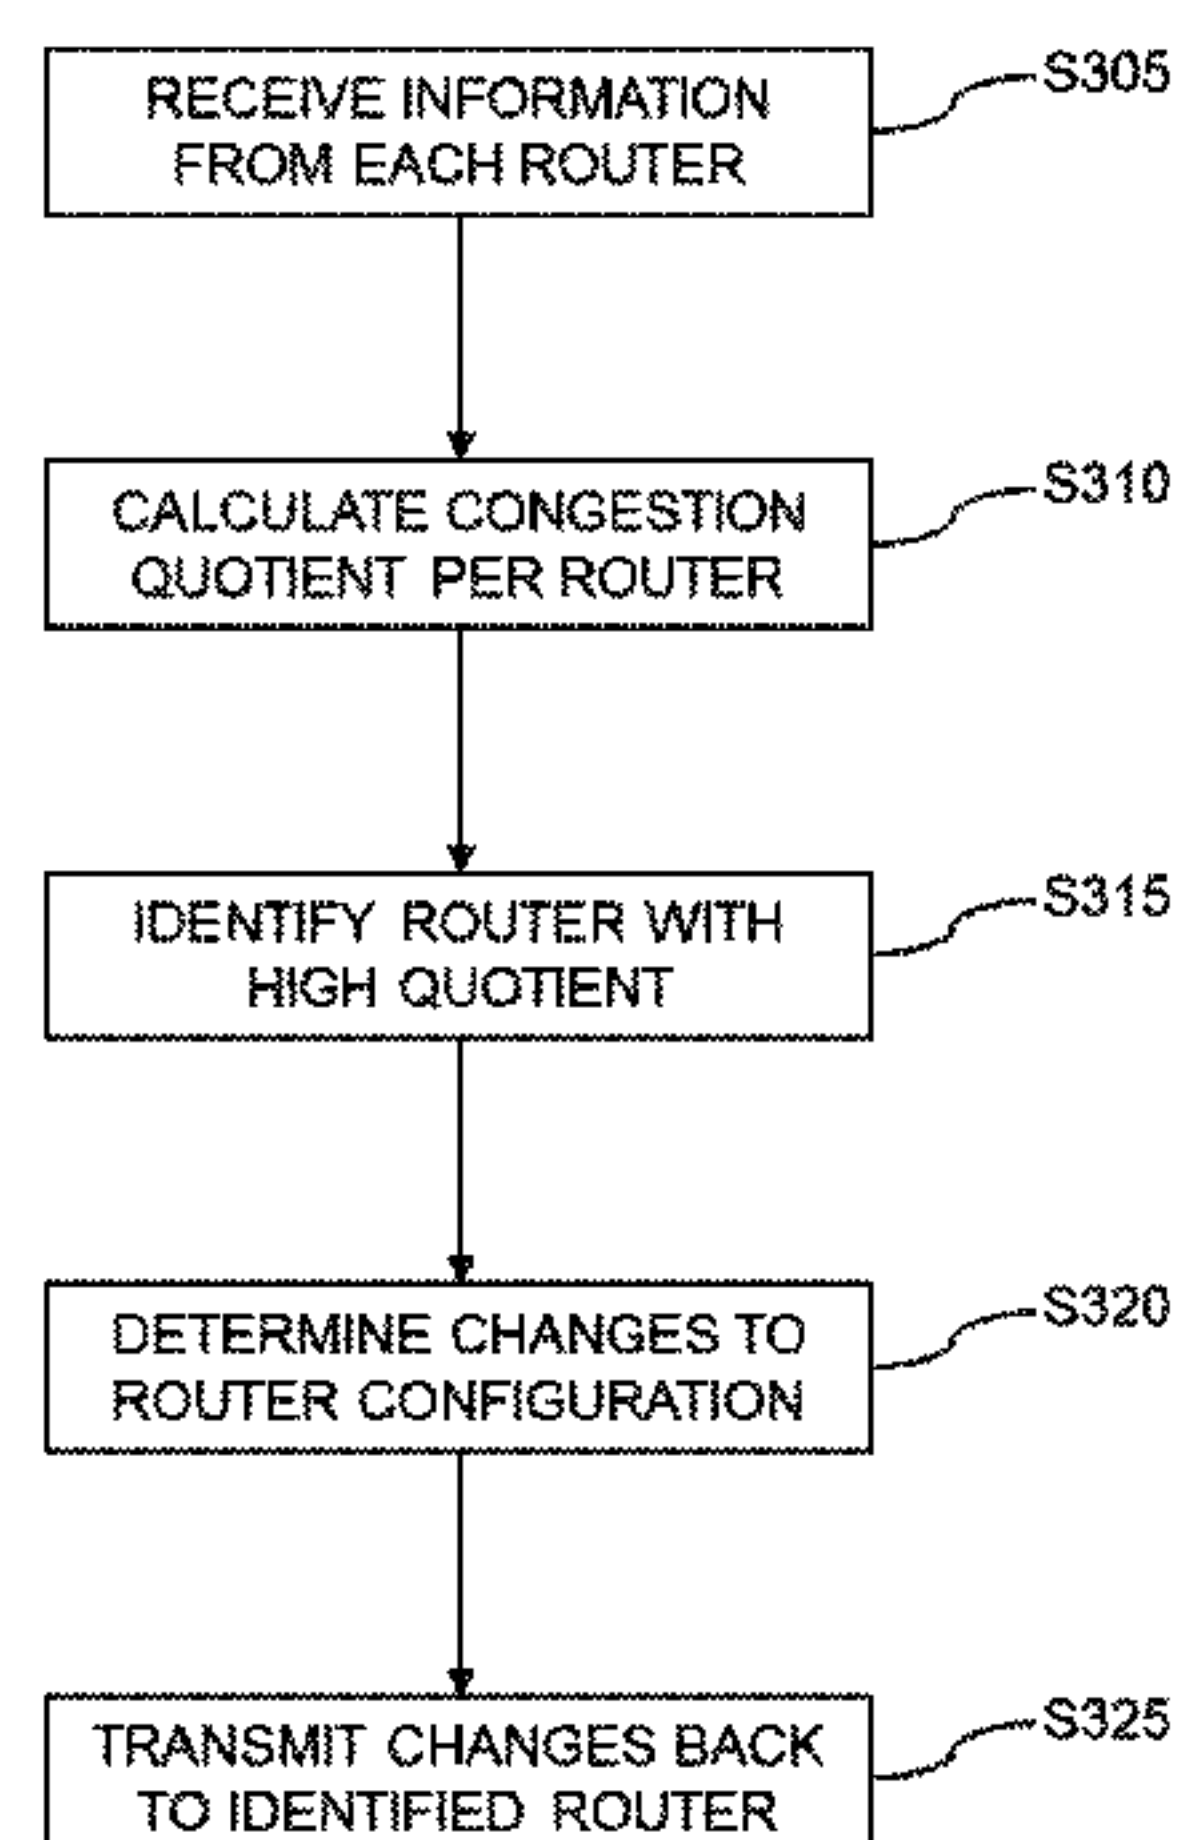 RECEIVE INFORMATION
FROM EACH ROUTER
S305
CALCULATE CONGESTION
QUOTIENT PER ROUTER
S310
IDENTIFY ROUTER WITH
HIGH QUOTIENT
S315
DETERMINE CHANGES TO
ROUTER CONFIGURATION
S320
TRANSMIT CHANGES BACK
TO IDENTIFIED ROUTER
S325